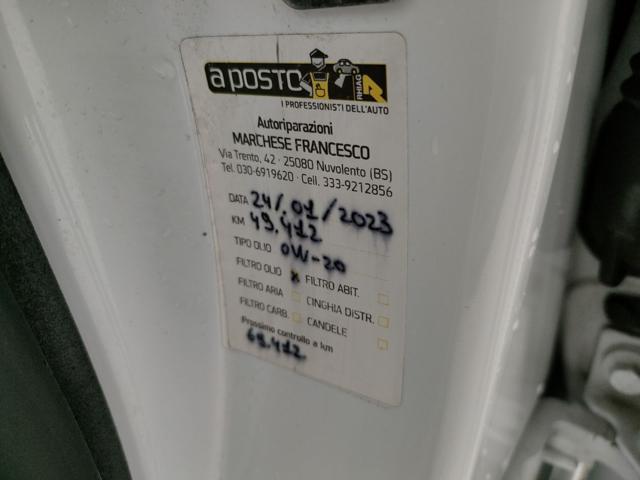 a posto RHIAG
I PROFESSIONISTI DELL'AUTO
Autoriparazioni
MARCHESE FRANCESCO
Via Trento, 42 · 25080 Nuvolento (BS)
Tel. 030-6919620 · Cell. 333-9212856
DATA 24/01/2023
KM 49.412
TIPO OLIO 0W-20
FILTRO OLIO x FILTRO ABIT.
FILTRO ARIA CINGHIA DISTR.
FILTRO CARB. CANDELE
Prossimo controllo a km
69.412